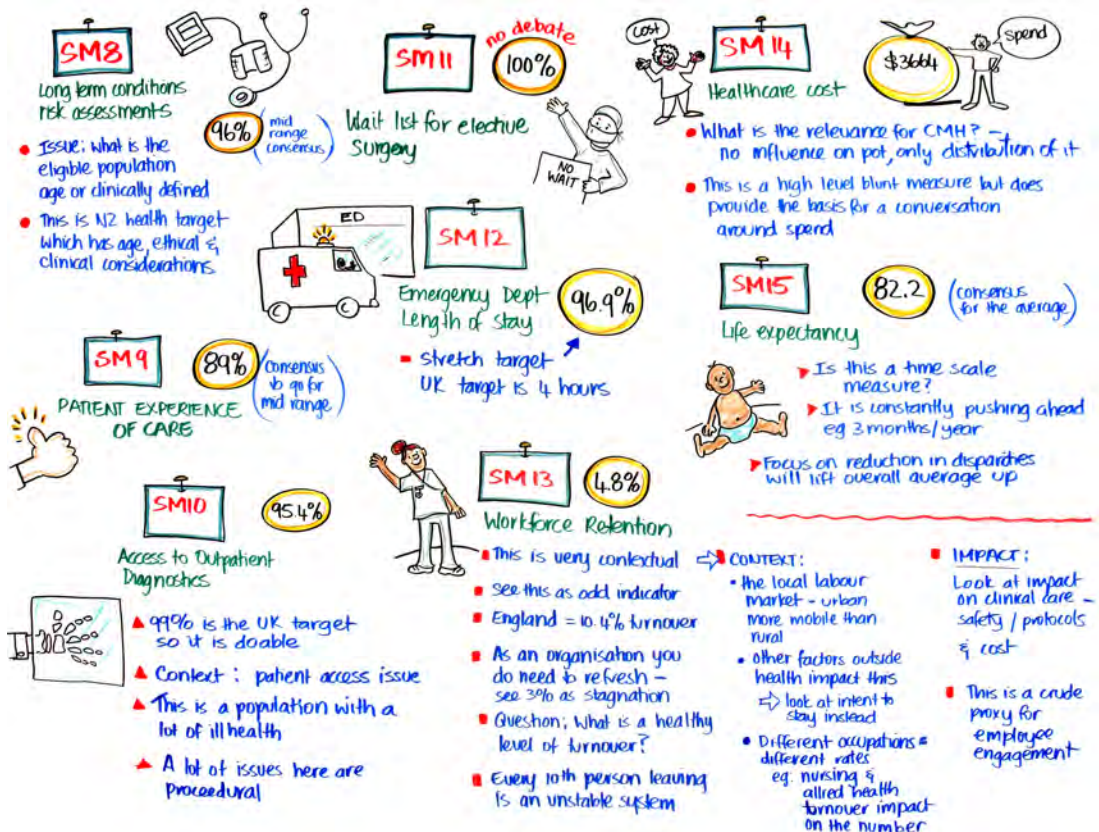 SM8
Long term conditions
risk assessments
96%
(mid
range
consensus)
Issue: what is the
eligible population
age or clinically defined
This is NZ health target
which has age, ethical &
clinical considerations
SM9
89%
(consensus
to go for
mid range)
PATIENT EXPERIENCE
OF CARE
SM10
95.4%
Access to Outpatient
Diagnostics
99% is the UK target
so it is doable
Context: patient access issue
This is a population with a
lot of ill health
A lot of issues here are
proceedural
SM11
no debate
100%
Wait list for elective
surgery
NO
WAIT
ED
SM12
Emergency Dept
Length of Stay
96.9%
stretch target
UK target is 4 hours
SM13
4.8%
Workforce Retention
This is very contextual
see this as odd indicator
England = 10.4% turnover
As an organisation you
do need to refresh –
see 3% as stagnation
Question; what is a healthy
level of turnover?
Every 10th person leaving
is an unstable system
CONTEXT:
• the local labour
market - urban
more mobile than
rural
• other factors outside
health impact this
⇨ look at intent to
stay instead
• Different occupations =
different rates
eg: nursing &
allied health
turnover impact
on the number
cost
SM14
$3664
spend
Healthcare cost
What is the relevance for CMH? –
no influence on pot, only distribution of it
This is a high level blunt measure but does
provide the basis for a conversation
around spend
SM15
82.2
(consensus
for the average)
Life expectancy
Is this a time scale
measure?
It is constantly pushing ahead
eg 3 months/year
Focus on reduction in disparities
will lift overall average up
IMPACT:
Look at impact
on clinical care –
safety / protocols
& cost
This is a crude
proxy for
employee
engagement